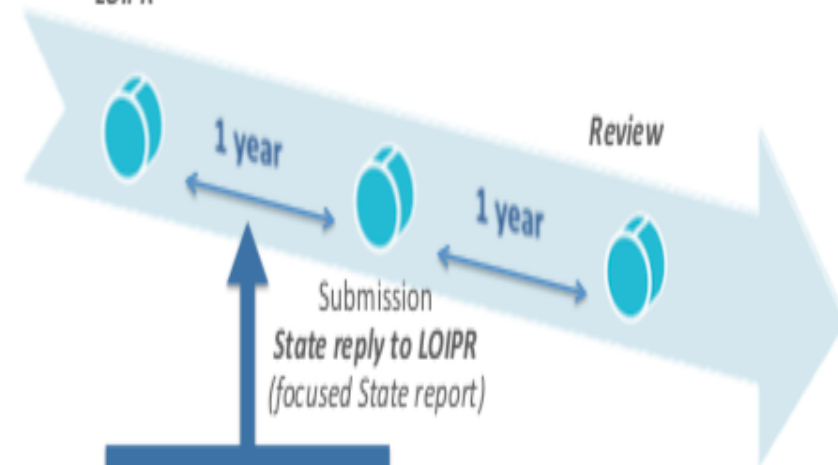 1 year
Review
1 year
Submission
State reply to LOIPR
(focused State report)